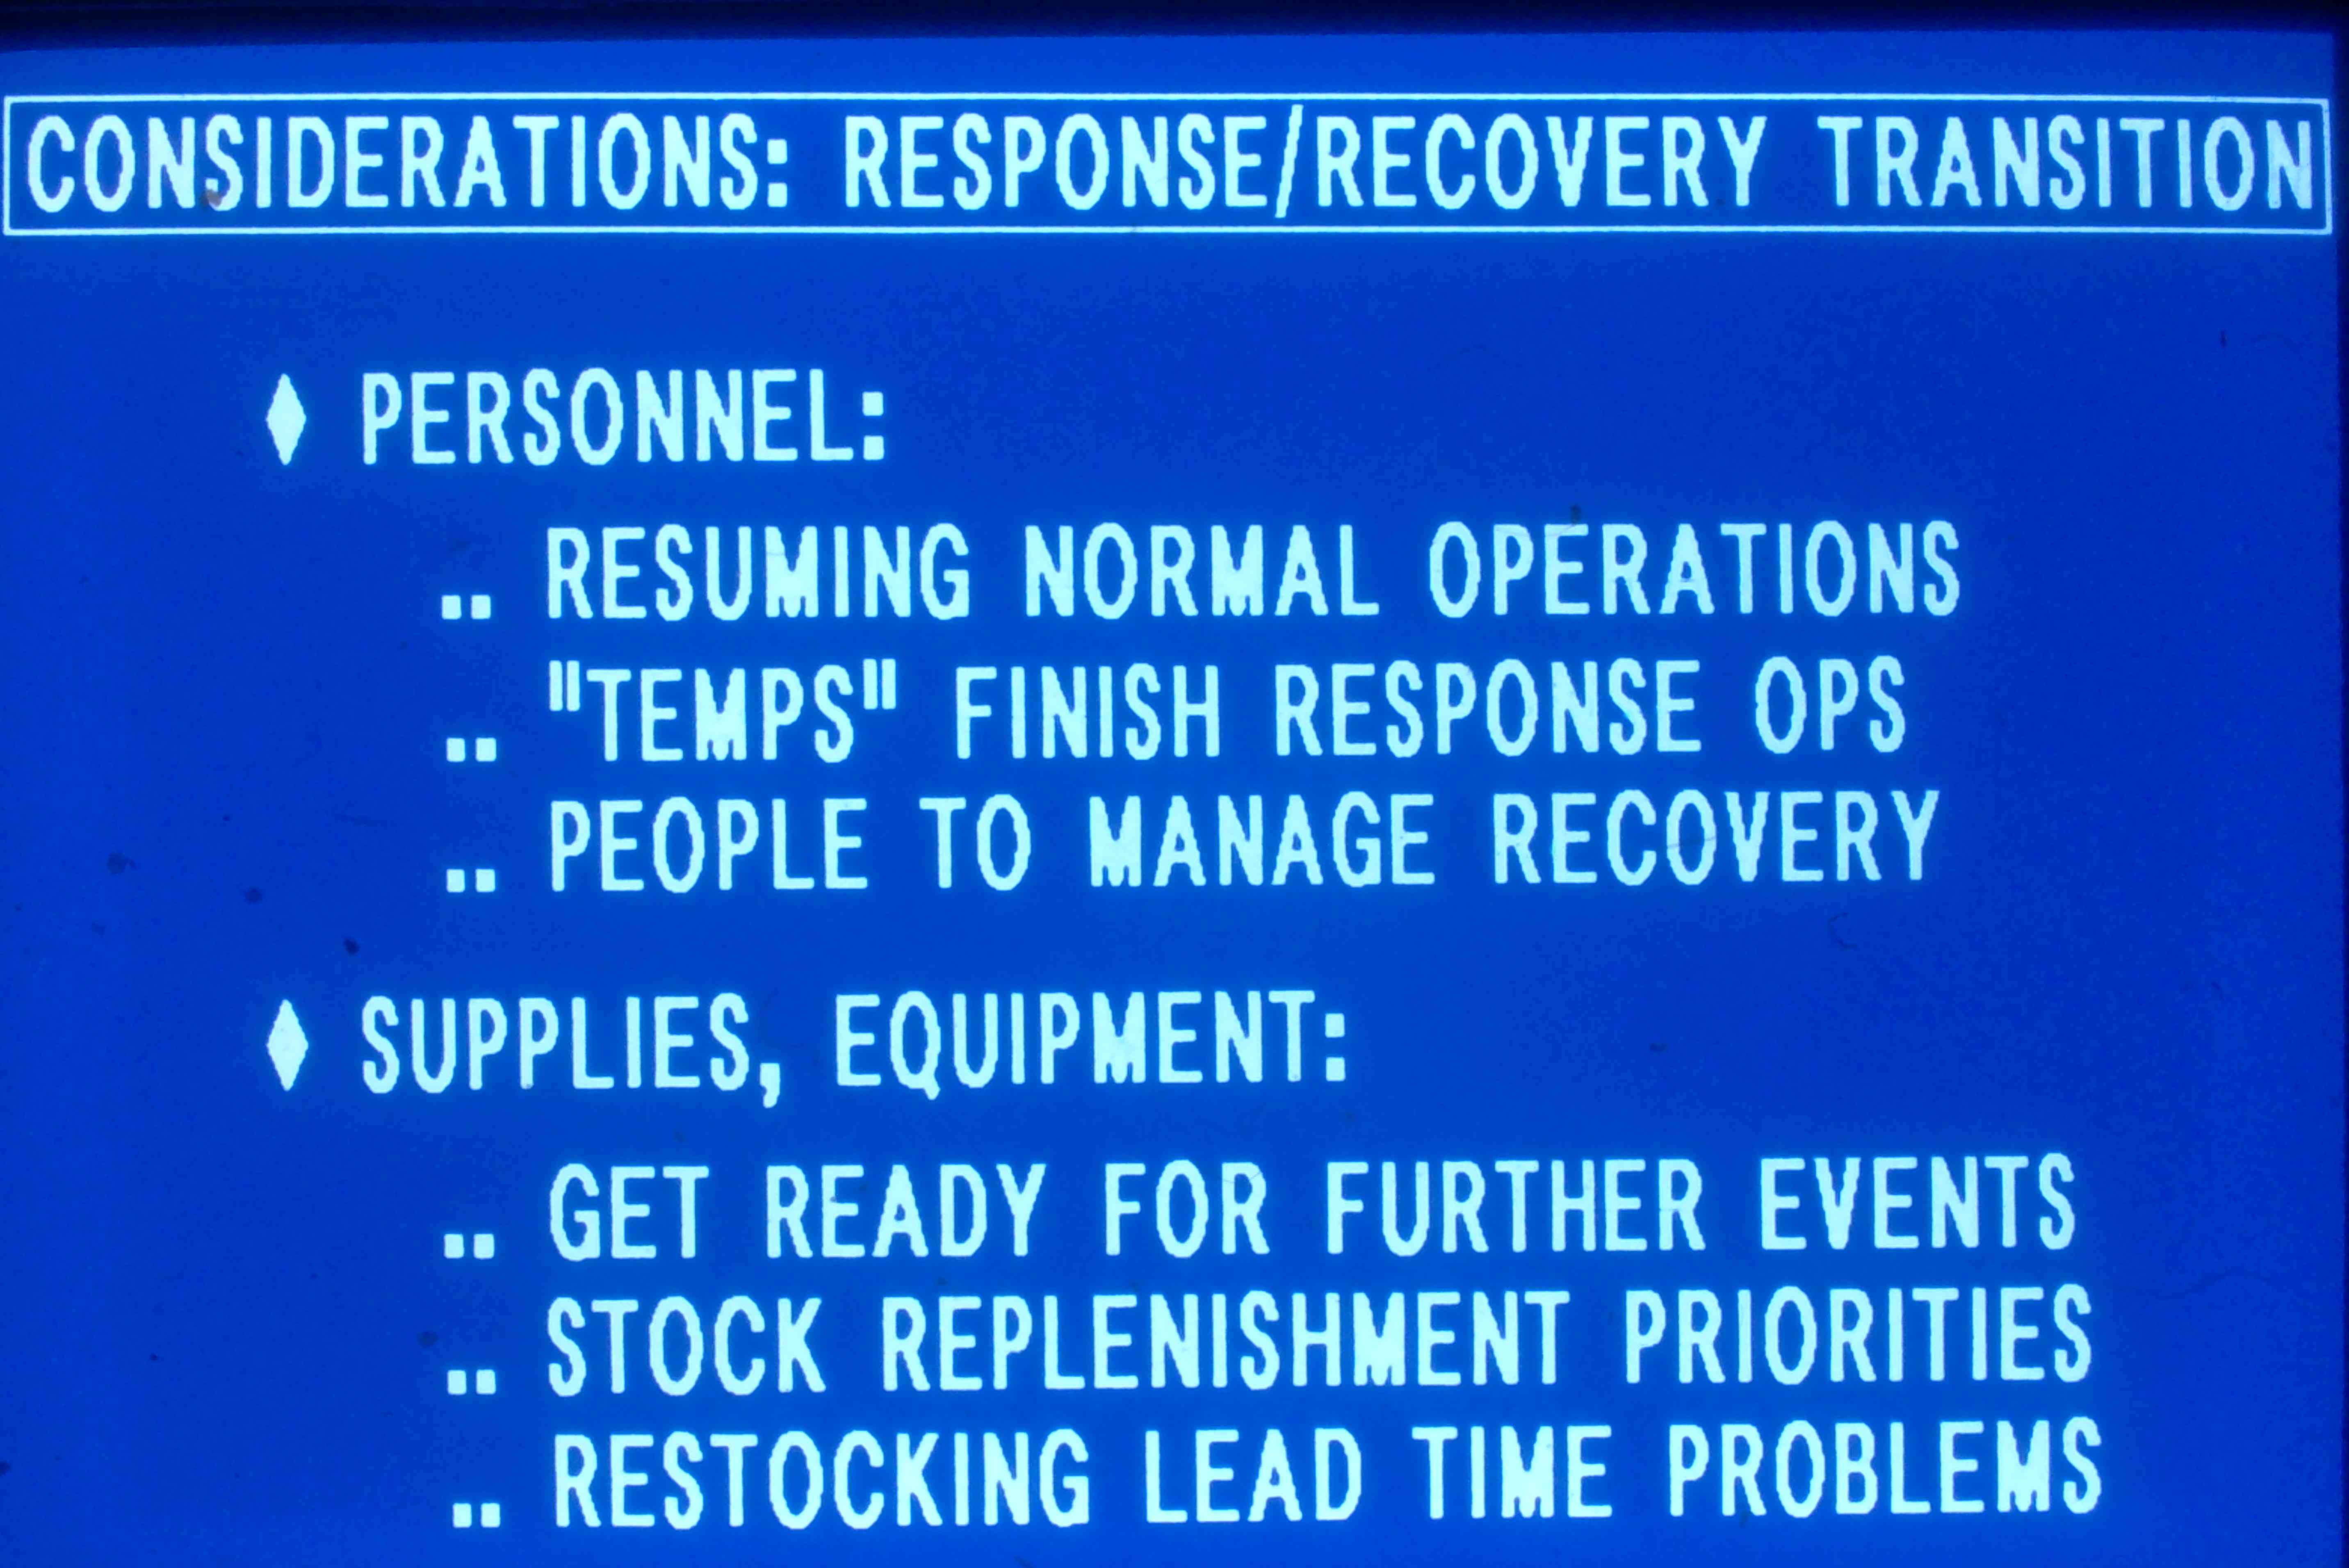 CONSIDERATIONS: RESPONSE/RECOVERY TRANSITION
♦ PERSONNEL:
.. RESUMING NORMAL OPERATIONS
.. "TEMPS" FINISH RESPONSE OPS
.. PEOPLE TO MANAGE RECOVERY
♦ SUPPLIES, EQUIPMENT:
.. GET READY FOR FURTHER EVENTS
.. STOCK REPLENISHMENT PRIORITIES
.. RESTOCKING LEAD TIME PROBLEMS